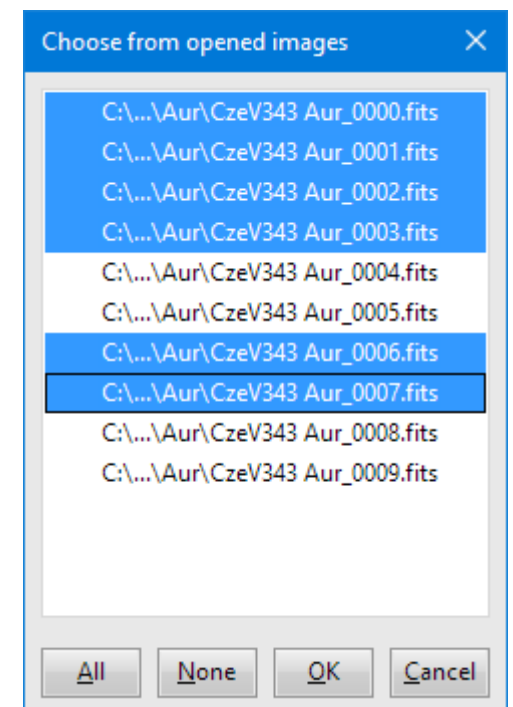 Choose from opened images
C:\...\Aur\CzeV343 Aur_0000.fits
C:\...\Aur\CzeV343 Aur_0001.fits
C:\...\Aur\CzeV343 Aur_0002.fits
C:\...\Aur\CzeV343 Aur_0003.fits
C:\...\Aur\CzeV343 Aur_0004.fits
C:\...\Aur\CzeV343 Aur_0005.fits
C:\...\Aur\CzeV343 Aur_0006.fits
C:\...\Aur\CzeV343 Aur_0007.fits
C:\...\Aur\CzeV343 Aur_0008.fits
C:\...\Aur\CzeV343 Aur_0009.fits
All None OK Cancel